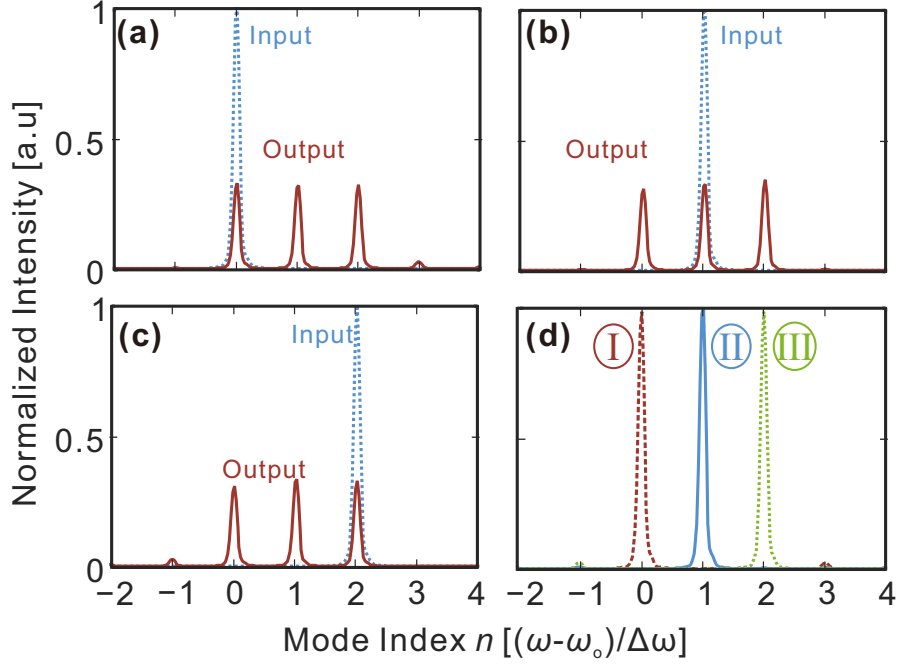 (a)
Input
Output
(b)
Input
Output
1
0.5
0
(c)
Input
Output
(d)
I
II
III
1
0.5
0
−2 −1 0 1 2 3 4
−2 −1 0 1 2 3 4
Normalized Intensity [a.u]
Mode Index n [(ω-ω₀)/Δω]